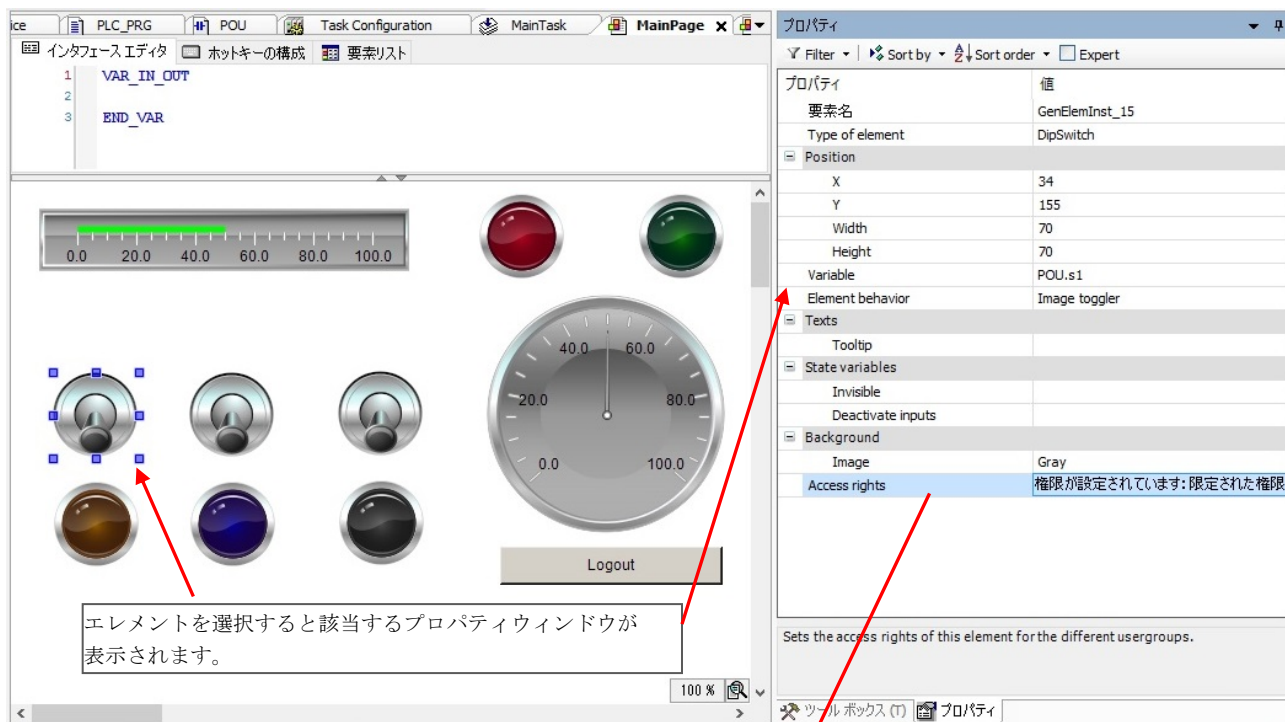 ice PLC_PRG POU Task Configuration MainTask MainPage X
インタフェース エディタ ホットキーの構成 要素リスト
1 VAR_IN_OUT
2
3 END_VAR
0.0 20.0 40.0 60.0 80.0 100.0
40.0 60.0
20.0 80.0
0.0 100.0
Logout
エレメントを選択すると該当するプロパティウィンドウが
表示されます。
100 %
プロパティ
Filter Sort by Sort order Expert
プロパティ 値
要素名 GenElemInst_15
Type of element DipSwitch
Position
X 34
Y 155
Width 70
Height 70
Variable POU.s1
Element behavior Image toggler
Texts
Tooltip
State variables
Invisible
Deactivate inputs
Background
Image Gray
Access rights 権限が設定されています: 限定された権限
Sets the access rights of this element for the different usergroups.
ツール ボックス (T) プロパティ